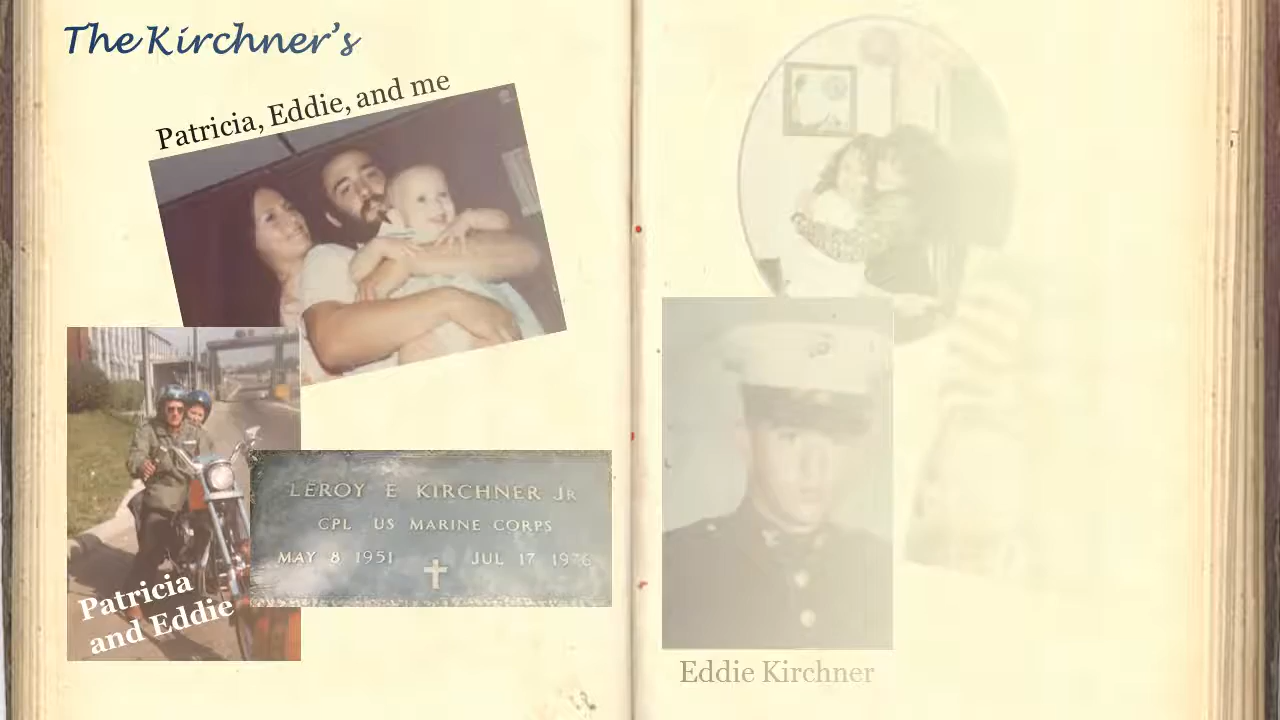 The Kirchner's
Patricia, Eddie, and me
LEROY E KIRCHNER JR
CPL US MARINE CORPS
MAY 8 1951 JUL 17 1976
Patricia
and Eddie
Eddie Kirchner